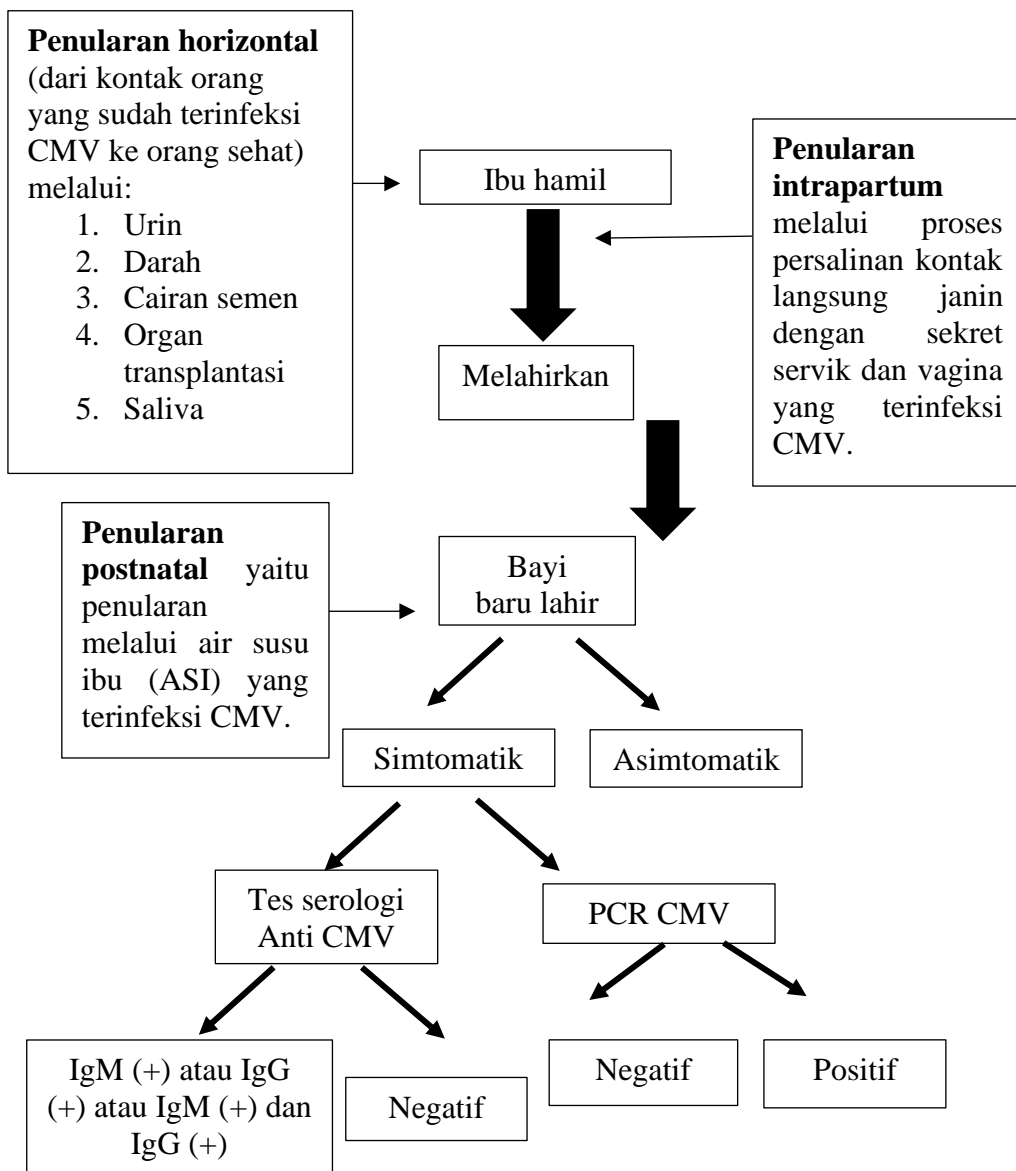 Penularan horizontal
(dari kontak orang
yang sudah terinfeksi
CMV ke orang sehat)
melalui:
1. Urin
2. Darah
3. Cairan semen
4. Organ
transplantasi
5. Saliva
Ibu hamil
Penularan
intrapartum
melalui proses
persalinan kontak
langsung janin
dengan sekret
servik dan vagina
yang terinfeksi
CMV.
Melahirkan
Penularan
postnatal yaitu
penularan
melalui air susu
ibu (ASI) yang
terinfeksi CMV.
Bayi
baru lahir
Simtomatik
Asimtomatik
Tes serologi
Anti CMV
PCR CMV
IgM (+) atau IgG
(+) atau IgM (+) dan
IgG (+)
Negatif
Negatif
Positif